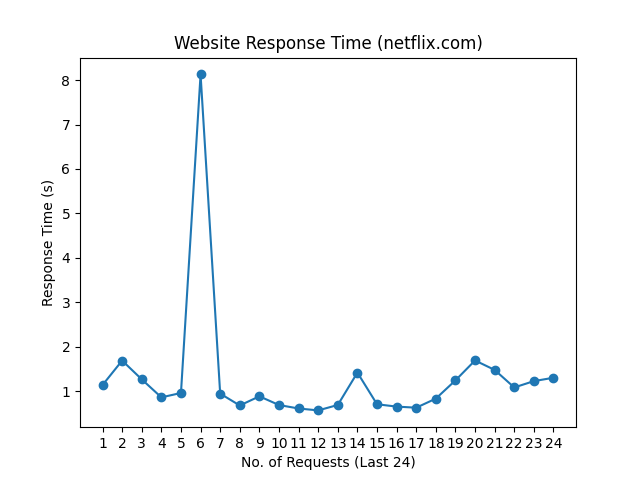 Website Response Time (netflix.com)
8
7
6
5
4
3
2
1
Response Time (s)
1 2 3 4 5 6 7 8 9 10 11 12 13 14 15 16 17 18 19 20 21 22 23 24
No. of Requests (Last 24)